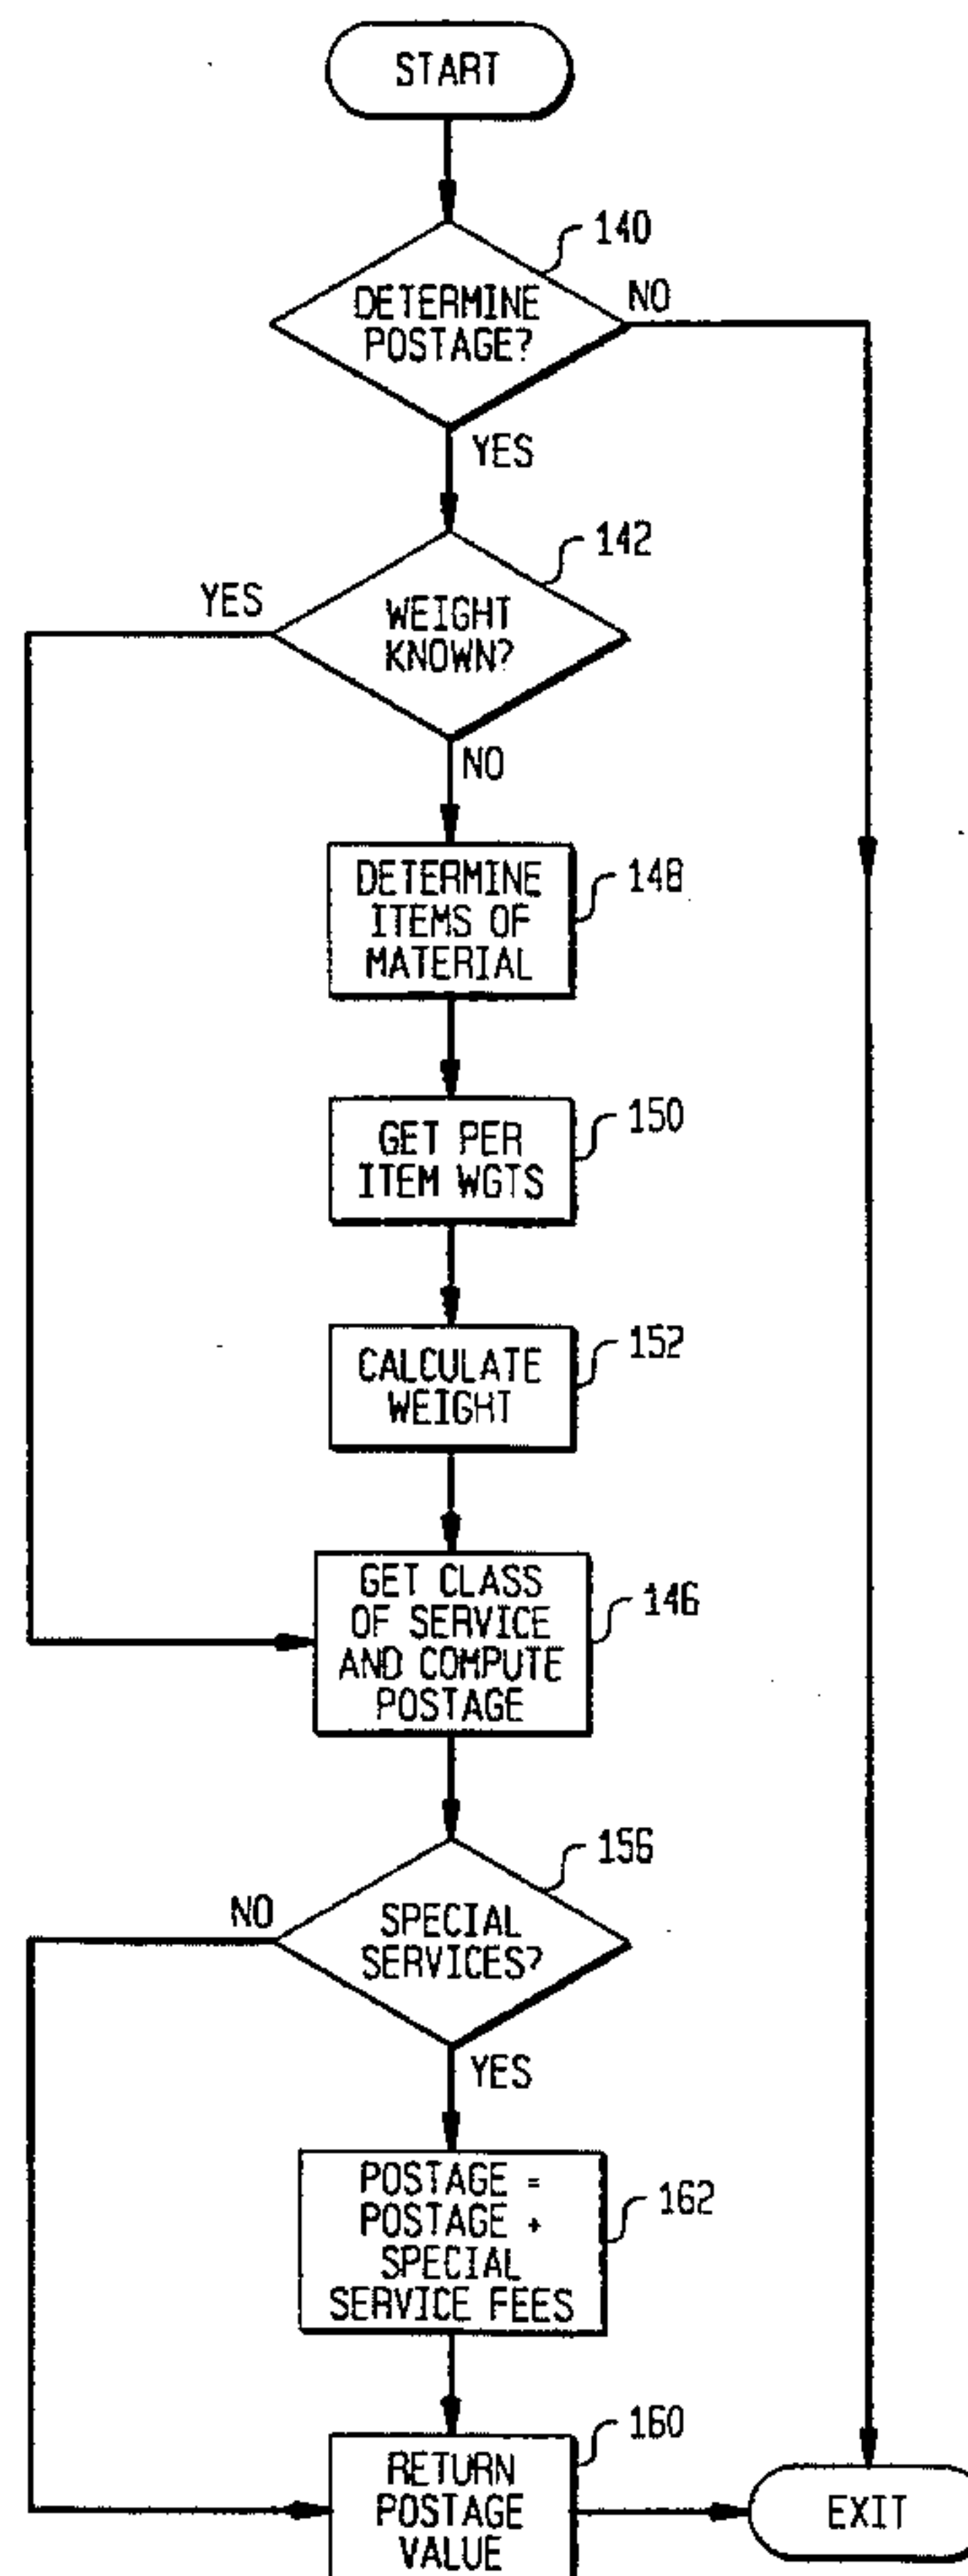 START
140
DETERMINE
POSTAGE?
NO
YES
142
YES
WEIGHT
KNOWN?
NO
148
DETERMINE
ITEMS OF
MATERIAL
150
GET PER
ITEM WGTS
152
CALCULATE
WEIGHT
146
GET CLASS
OF SERVICE
AND COMPUTE
POSTAGE
156
NO
SPECIAL
SERVICES?
YES
162
POSTAGE =
POSTAGE +
SPECIAL
SERVICE FEES
160
RETURN
POSTAGE
VALUE
EXIT